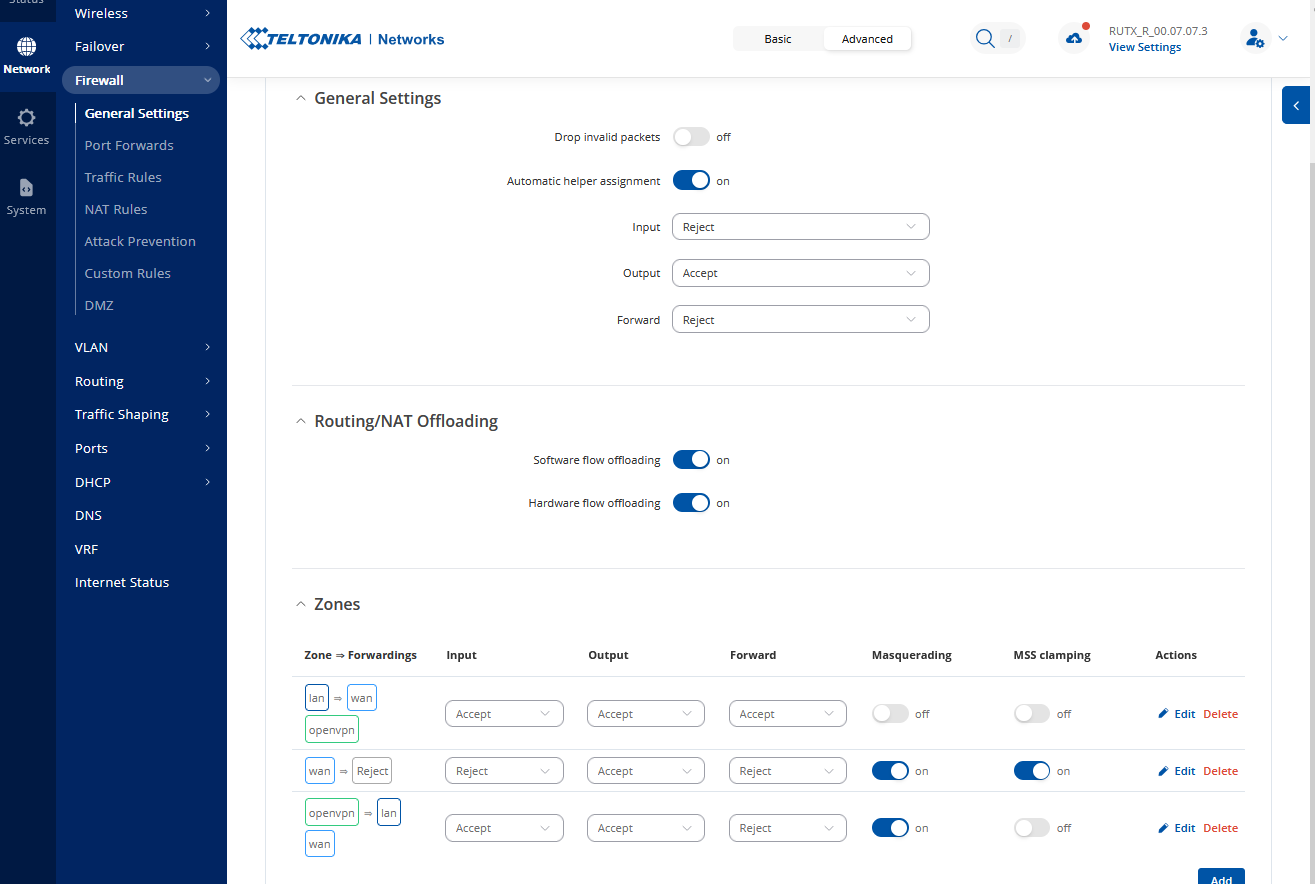 Status
Network
Services
System
Wireless
Failover
Firewall
General Settings
Port Forwards
Traffic Rules
NAT Rules
Attack Prevention
Custom Rules
DMZ
VLAN
Routing
Traffic Shaping
Ports
DHCP
DNS
VRF
Internet Status
TELTONIKA | Networks
Basic Advanced
/
RUTX_R_00.07.07.3
View Settings
General Settings
Drop invalid packets off
Automatic helper assignment on
Input Reject
Output Accept
Forward Reject
Routing/NAT Offloading
Software flow offloading on
Hardware flow offloading on
Zones
Zone ⇒ Forwardings Input Output Forward Masquerading MSS clamping Actions
lan ⇒ wan
openvpn
Accept Accept Accept off off Edit Delete
wan ⇒ Reject Reject Accept Reject on on Edit Delete
openvpn ⇒ lan
wan
Accept Accept Reject on off Edit Delete
Add